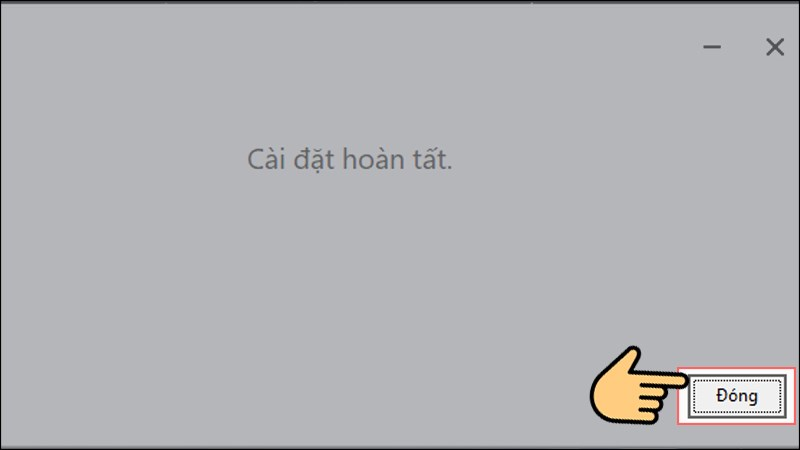 Cài đặt hoàn tất.
Đóng